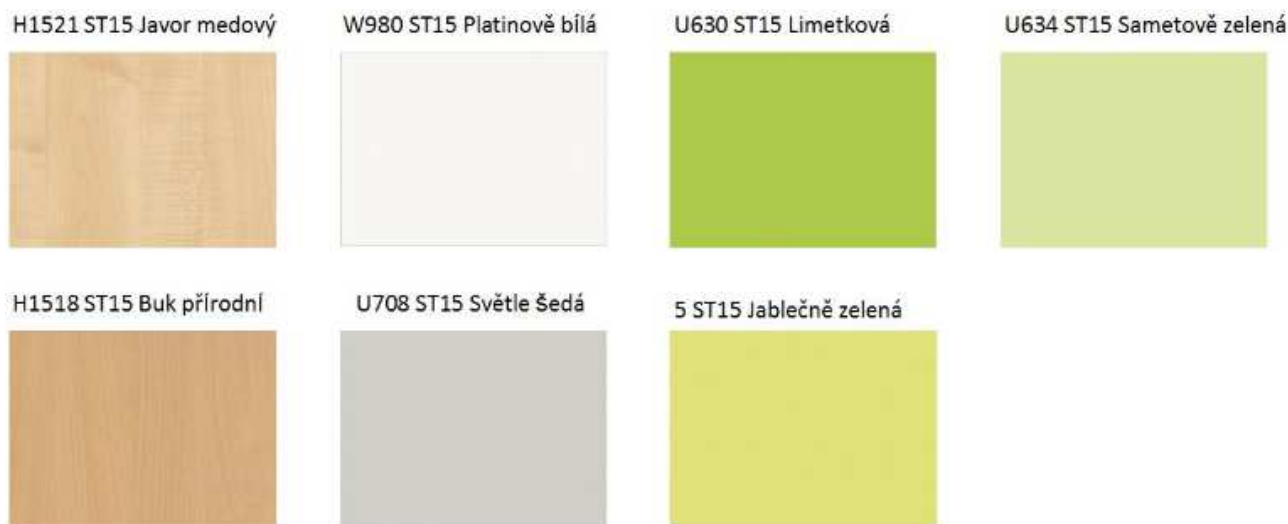 H1521 ST15 Javor medový
W980 ST15 Platinově bílá
U630 ST15 Limetková
U634 ST15 Sametově zelená
H1518 ST15 Buk přírodní
U708 ST15 Světle šedá
5 ST15 Jablečně zelená